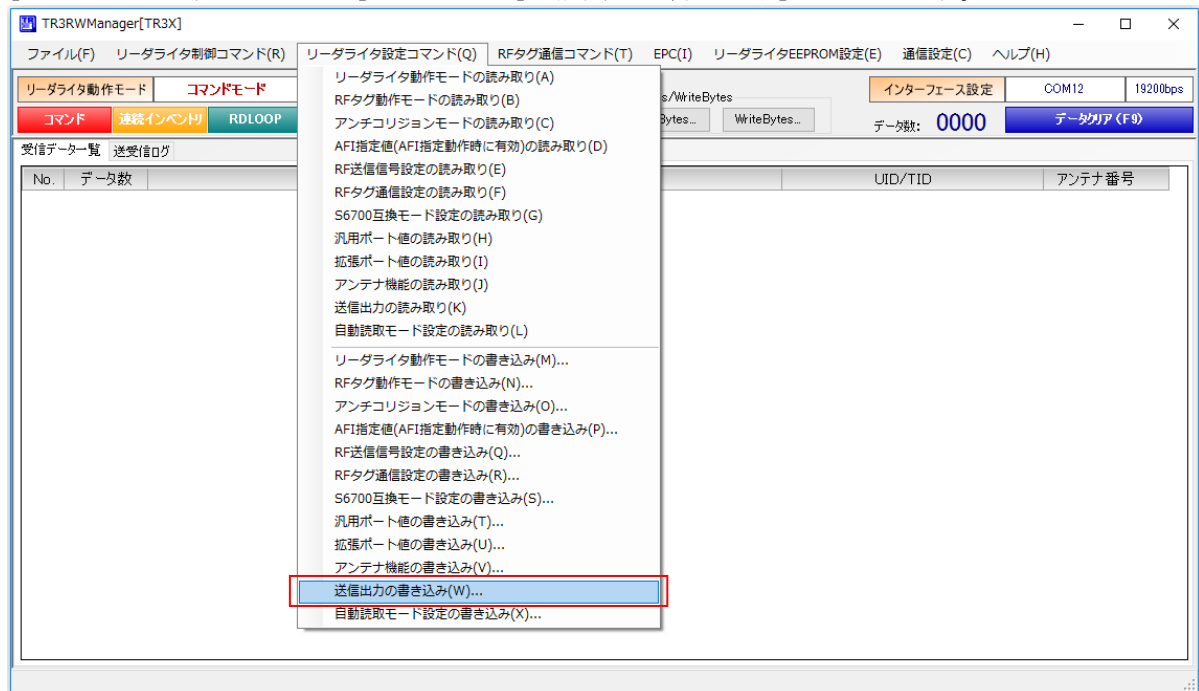 TR3RWManager[TR3X]
ファイル(F) リーダライタ制御コマンド(R) リーダライタ設定コマンド(Q) RFタグ通信コマンド(T) EPC(I) リーダライタEEPROM設定(E) 通信設定(C) ヘルプ(H)
リーダライタ動作モード コマンドモード s/WriteBytes インターフェース設定 COM12 19200bps
コマンド 連続インベントリ RDLOOP Bytes... WriteBytes... データ数: 0000 データクリア(F9)
受信データ一覧 送受信ログ
No. データ数 UID/TID アンテナ番号
リーダライタ動作モードの読み取り(A)
RFタグ動作モードの読み取り(B)
アンチコリジョンモードの読み取り(C)
AFI指定値(AFI指定動作時に有効)の読み取り(D)
RF送信信号設定の読み取り(E)
RFタグ通信設定の読み取り(F)
S6700互換モード設定の読み取り(G)
汎用ポート値の読み取り(H)
拡張ポート値の読み取り(I)
アンテナ機能の読み取り(J)
送信出力の読み取り(K)
自動読取モード設定の読み取り(L)
リーダライタ動作モードの書き込み(M)...
RFタグ動作モードの書き込み(N)...
アンチコリジョンモードの書き込み(O)...
AFI指定値(AFI指定動作時に有効)の書き込み(P)...
RF送信信号設定の書き込み(Q)...
RFタグ通信設定の書き込み(R)...
S6700互換モード設定の書き込み(S)...
汎用ポート値の書き込み(T)...
拡張ポート値の書き込み(U)...
アンテナ機能の書き込み(V)...
送信出力の書き込み(W)...
自動読取モード設定の書き込み(X)...